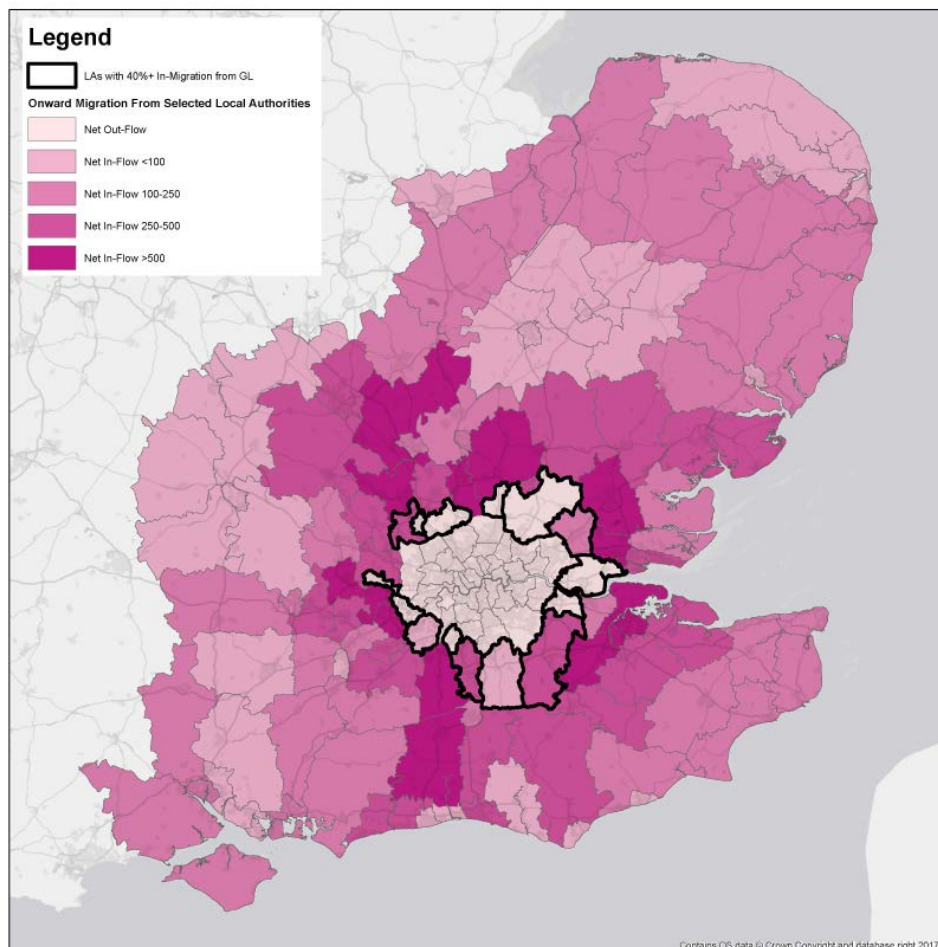 Legend
LAs with 40%+ In-Migration from GL
Onward Migration From Selected Local Authorities
Net Out-Flow
Net In-Flow <100
Net In-Flow 100-250
Net In-Flow 250-500
Net In-Flow >500
Contains OS data © Crown Copyright and database right 2017